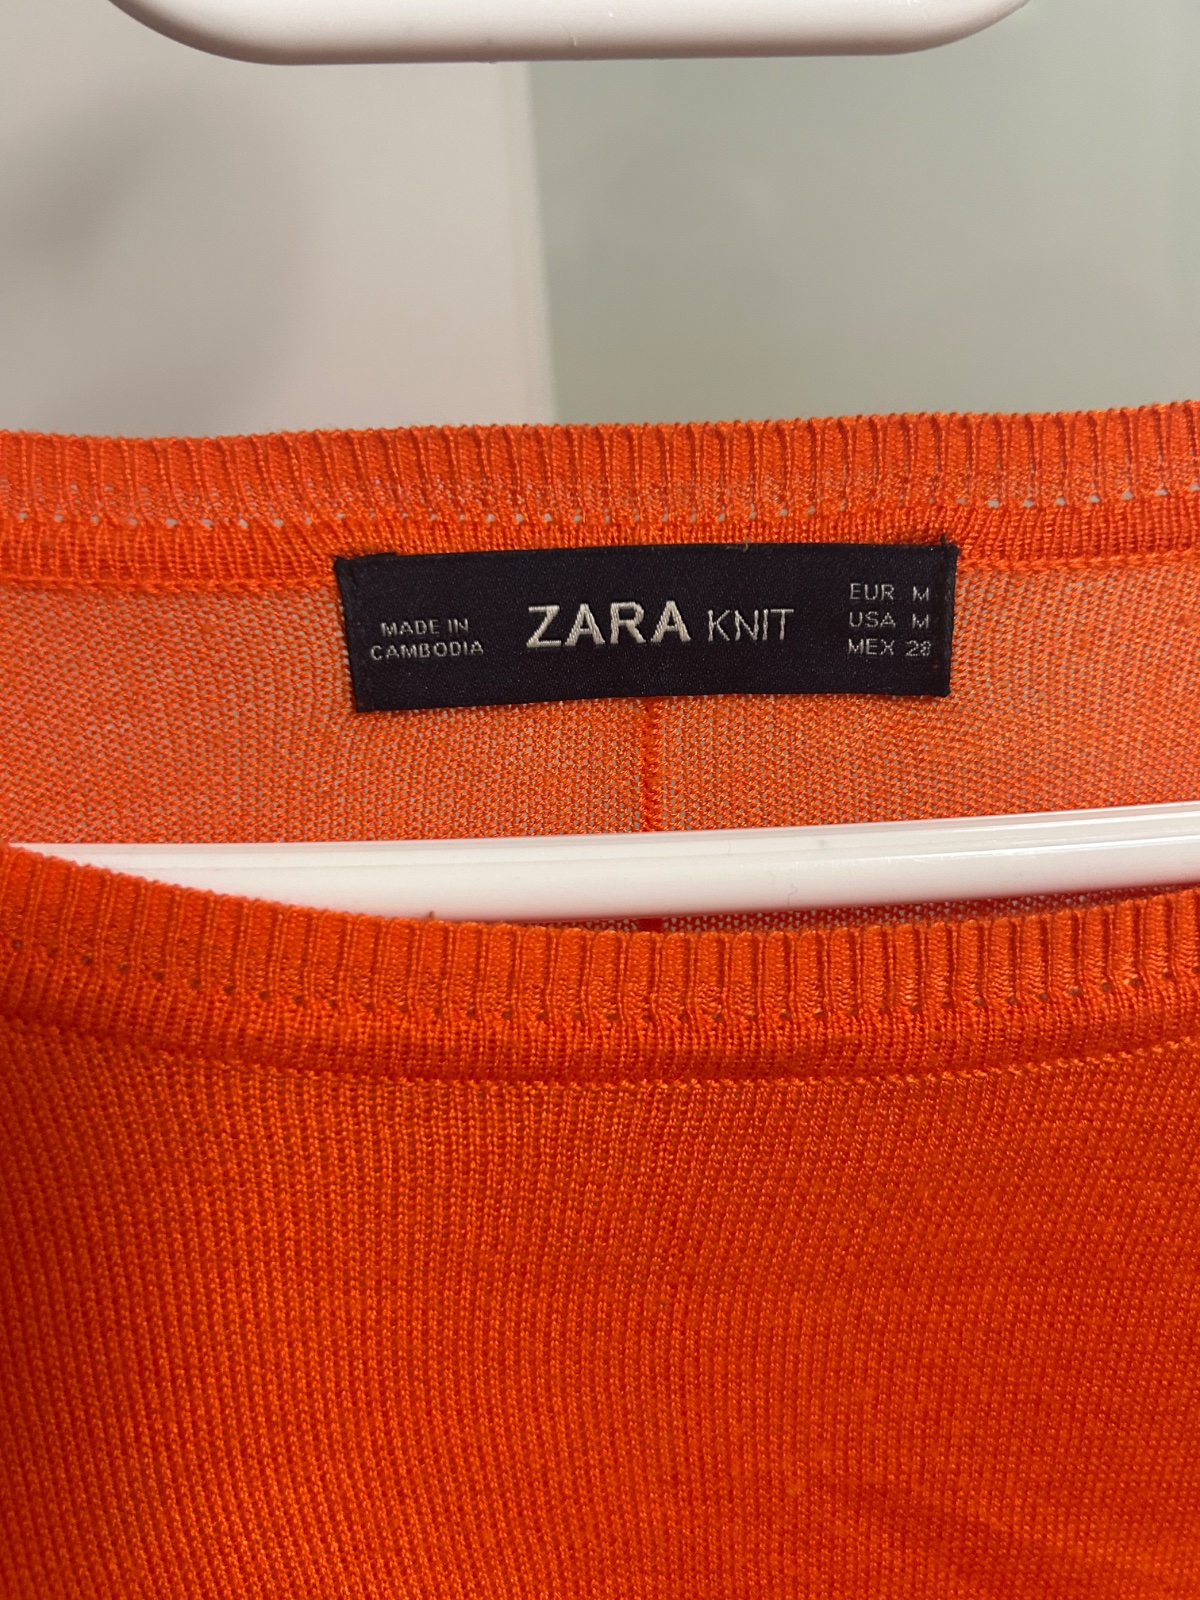 MADE IN
CAMBODIA
ZARA KNIT
EUR M
USA M
MEX 28